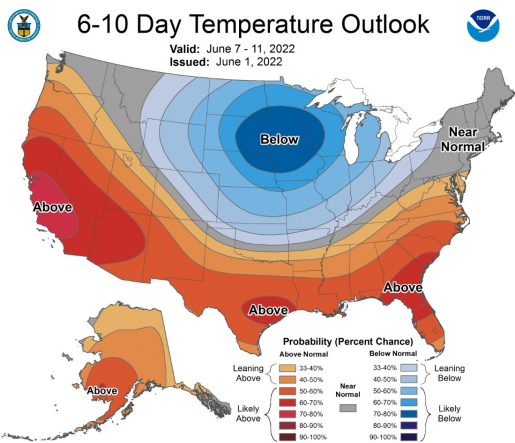 6-10 Day Temperature Outlook
NOAA
Valid: June 7 - 11, 2022
Issued: June 1, 2022
Below
Near
Normal
Above
Above
Above
Above
Probability (Percent Chance)
Above Normal
Below Normal
Leaning
Above
33-40%
40-50%
Likely
Above
50-60%
60-70%
70-80%
80-90%
90-100%
Near
Normal
33-40%
40-50%
Leaning
Below
50-60%
60-70%
70-80%
80-90%
90-100%
Likely
Below